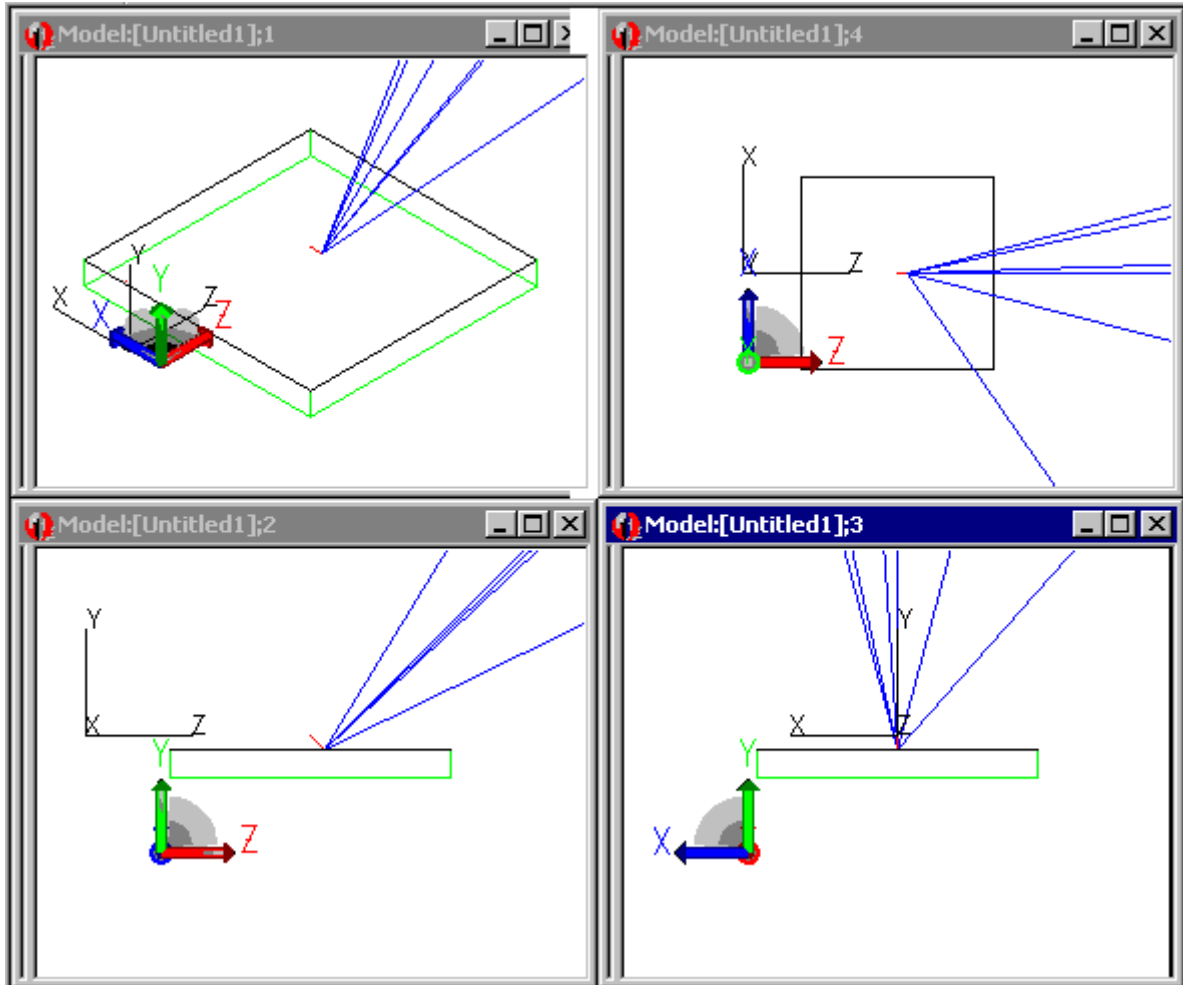 Model:[Untitled1];1
Y
Y
X
X
Z
Z
Model:[Untitled1];4
X
Y
Z
Z
Model:[Untitled1];2
Y
X
Z
Y
Z
Model:[Untitled1];3
Y
X
Z
Y
X